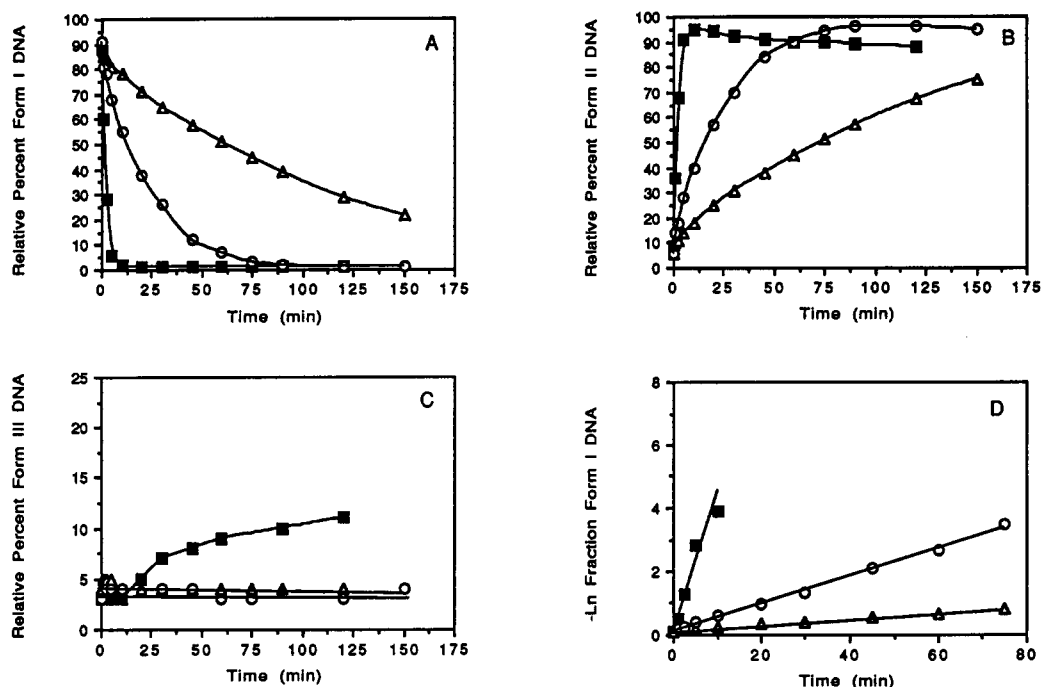 Relative Percent Form I DNA
100
90
80
70
60
50
40
30
20
10
0
A
0 25 50 75 100 125 150 175
Time (min)
Relative Percent Form II DNA
100
90
80
70
60
50
40
30
20
10
0
B
0 25 50 75 100 125 150 175
Time (min)
Relative Percent Form III DNA
25
20
15
10
5
0
C
0 25 50 75 100 125 150 175
Time (min)
-Ln Fraction Form I DNA
8
6
4
2
0
D
0 20 40 60 80
Time (min)